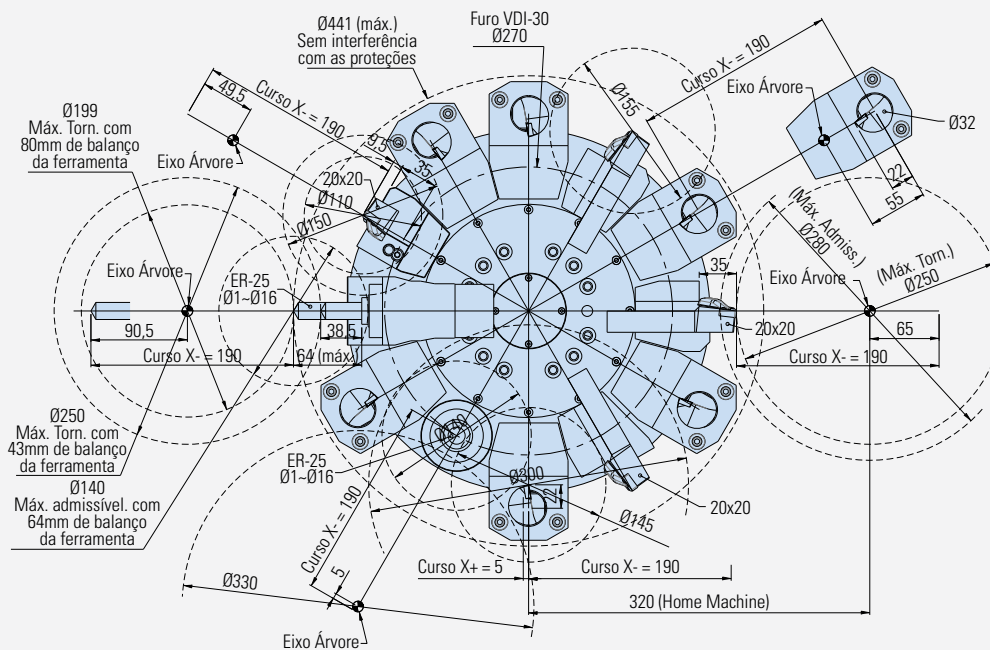 Ø441 (máx.)
Sem interferência
com as proteções
Furo VDI-30
Ø270
Curso X- = 190
49,5
Curso X- = 190
9,5
35
Ø155
Eixo Árvore
Ø32
22
55
Ø199
Máx. Torn. com
80mm de balanço
da ferramenta
Eixo Árvore
20x20
Ø110
Ø150
(Máx. Admiss.)
Ø280
(Máx. Torn.)
Ø250
Eixo Árvore
ER-25
Ø1~Ø16
35
Eixo Árvore
20x20
65
90,5
38,5
Curso X- = 190
64 (máx.)
Curso X- = 190
Ø250
Máx. Torn. com
43mm de balanço
da ferramenta
Ø140
Máx. admissível. com
64mm de balanço
da ferramenta
ER-25
Ø1~Ø16
Ø300
22
20x20
Ø145
Curso X- = 190
5
Curso X+ = 5
Curso X- = 190
Ø330
320 (Home Machine)
Eixo Árvore